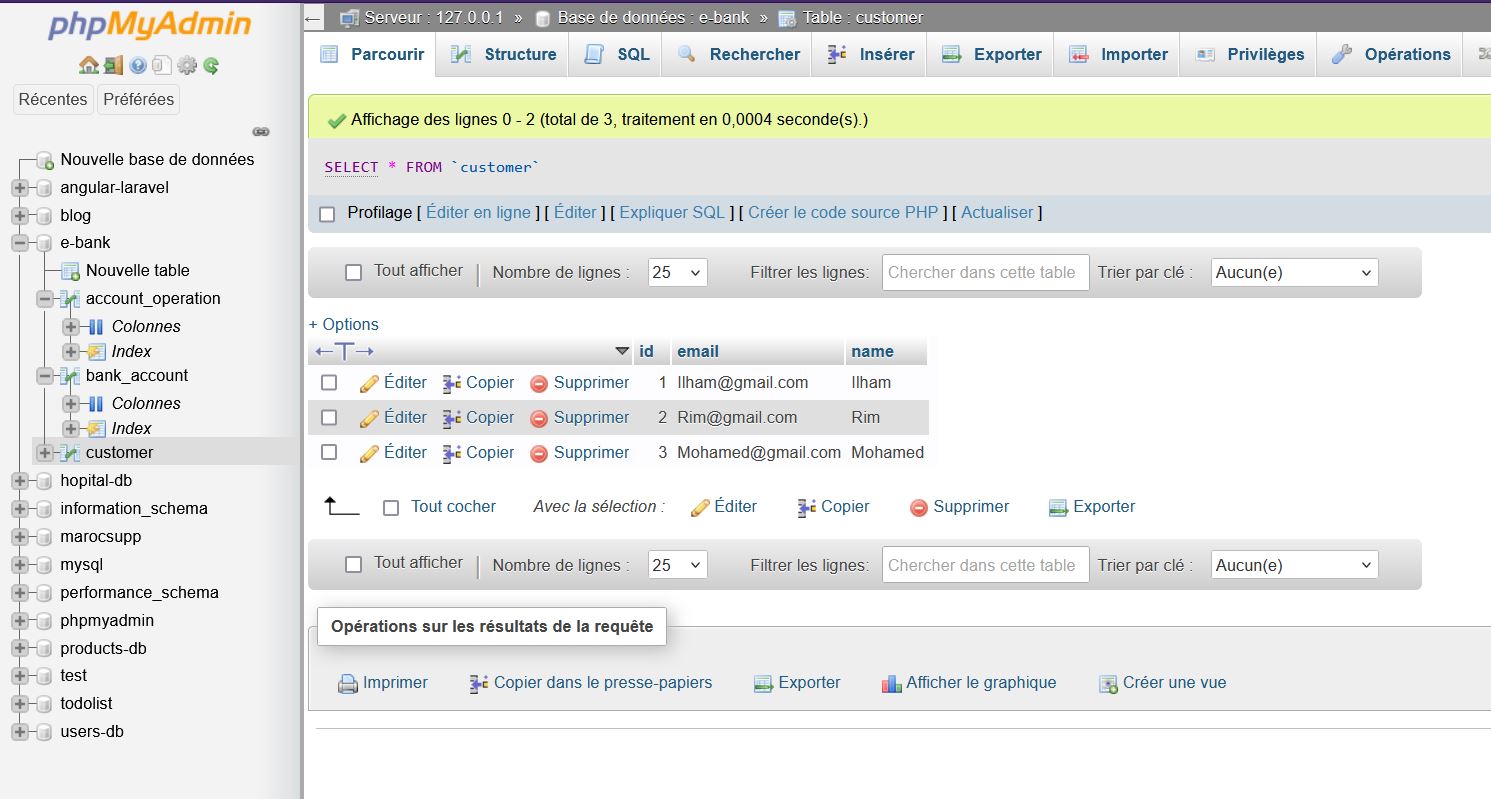 phpMyAdmin
Récentes Préférées
Nouvelle base de données
angular-laravel
blog
e-bank
Nouvelle table
account_operation
Colonnes
Index
bank_account
Colonnes
Index
customer
hopital-db
information_schema
marocsupp
mysql
performance_schema
phpmyadmin
products-db
test
todolist
users-db
Serveur : 127.0.0.1 » Base de données : e-bank » Table : customer
Parcourir Structure SQL Rechercher Insérer Exporter Importer Privilèges Opérations
Affichage des lignes 0 - 2 (total de 3, traitement en 0,0004 seconde(s).)
SELECT * FROM `customer`
Profilage [ Éditer en ligne ] [ Éditer ] [ Expliquer SQL ] [ Créer le code source PHP ] [ Actualiser ]
Tout afficher | Nombre de lignes : 25 Filtrer les lignes: Chercher dans cette table Trier par clé : Aucun(e)
+ Options
←T→ id email name
Éditer Copier Supprimer 1 Ilham@gmail.com Ilham
Éditer Copier Supprimer 2 Rim@gmail.com Rim
Éditer Copier Supprimer 3 Mohamed@gmail.com Mohamed
Tout cocher Avec la sélection : Éditer Copier Supprimer Exporter
Tout afficher | Nombre de lignes : 25 Filtrer les lignes: Chercher dans cette table Trier par clé : Aucun(e)
Opérations sur les résultats de la requête
Imprimer Copier dans le presse-papiers Exporter Afficher le graphique Créer une vue